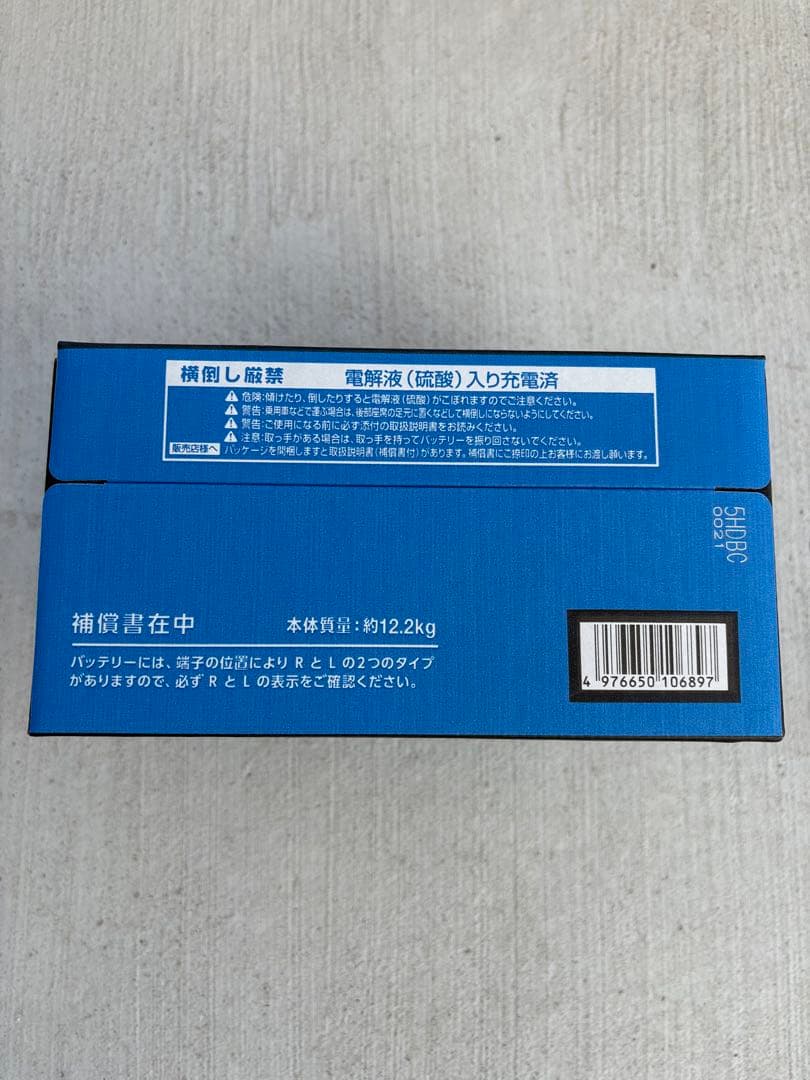 横倒し厳禁 電解液(硫酸)入り充電済
危険:傾けたり、倒したりすると電解液(硫酸)がこぼれますのでご注意ください。
警告:乗用車などで運ぶ場合は、後部座席の足元に置くなどして横倒しにならないようにしてください。
警告:ご使用になる前に必ず添付の取扱説明書をお読みください。
注意:取っ手がある場合は、取っ手を持ってバッテリーを振り回さないでください。
販売店様へ パッケージを開梱しますと取扱説明書(補償書付)があります。補償書にご捺印の上お客様にお渡し願います。
5HDBC
0021
補償書在中 本体質量:約12.2kg
バッテリーには、端子の位置により R と L の2つのタイプ
がありますので、必ず R と L の表示をご確認ください。
4 976650 106897